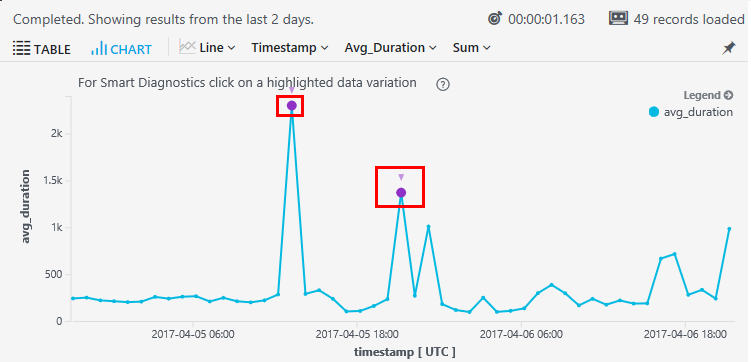 Completed. Showing results from the last 2 days. 00:00:01.163 49 records loaded
TABLE CHART Line Timestamp Avg_Duration Sum
For Smart Diagnostics click on a highlighted data variation ?
Legend
avg_duration
2k
1.5k
1k
500
0
avg_duration
2017-04-05 06:00 2017-04-05 18:00 2017-04-06 06:00 2017-04-06 18:00
timestamp [ UTC ]